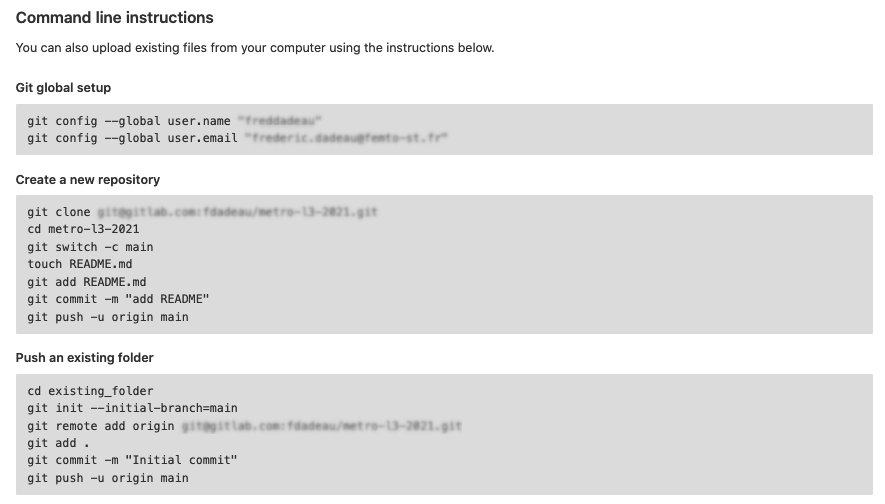 Command line instructions
You can also upload existing files from your computer using the instructions below.
Git global setup
git config --global user.name
git config --global user.email
Create a new repository
git clone
cd metro-l3-2021
git switch -c main
touch README.md
git add README.md
git commit -m "add README"
git push -u origin main
Push an existing folder
cd existing_folder
git init --initial-branch=main
git remote add origin
git add .
git commit -m "Initial commit"
git push -u origin main